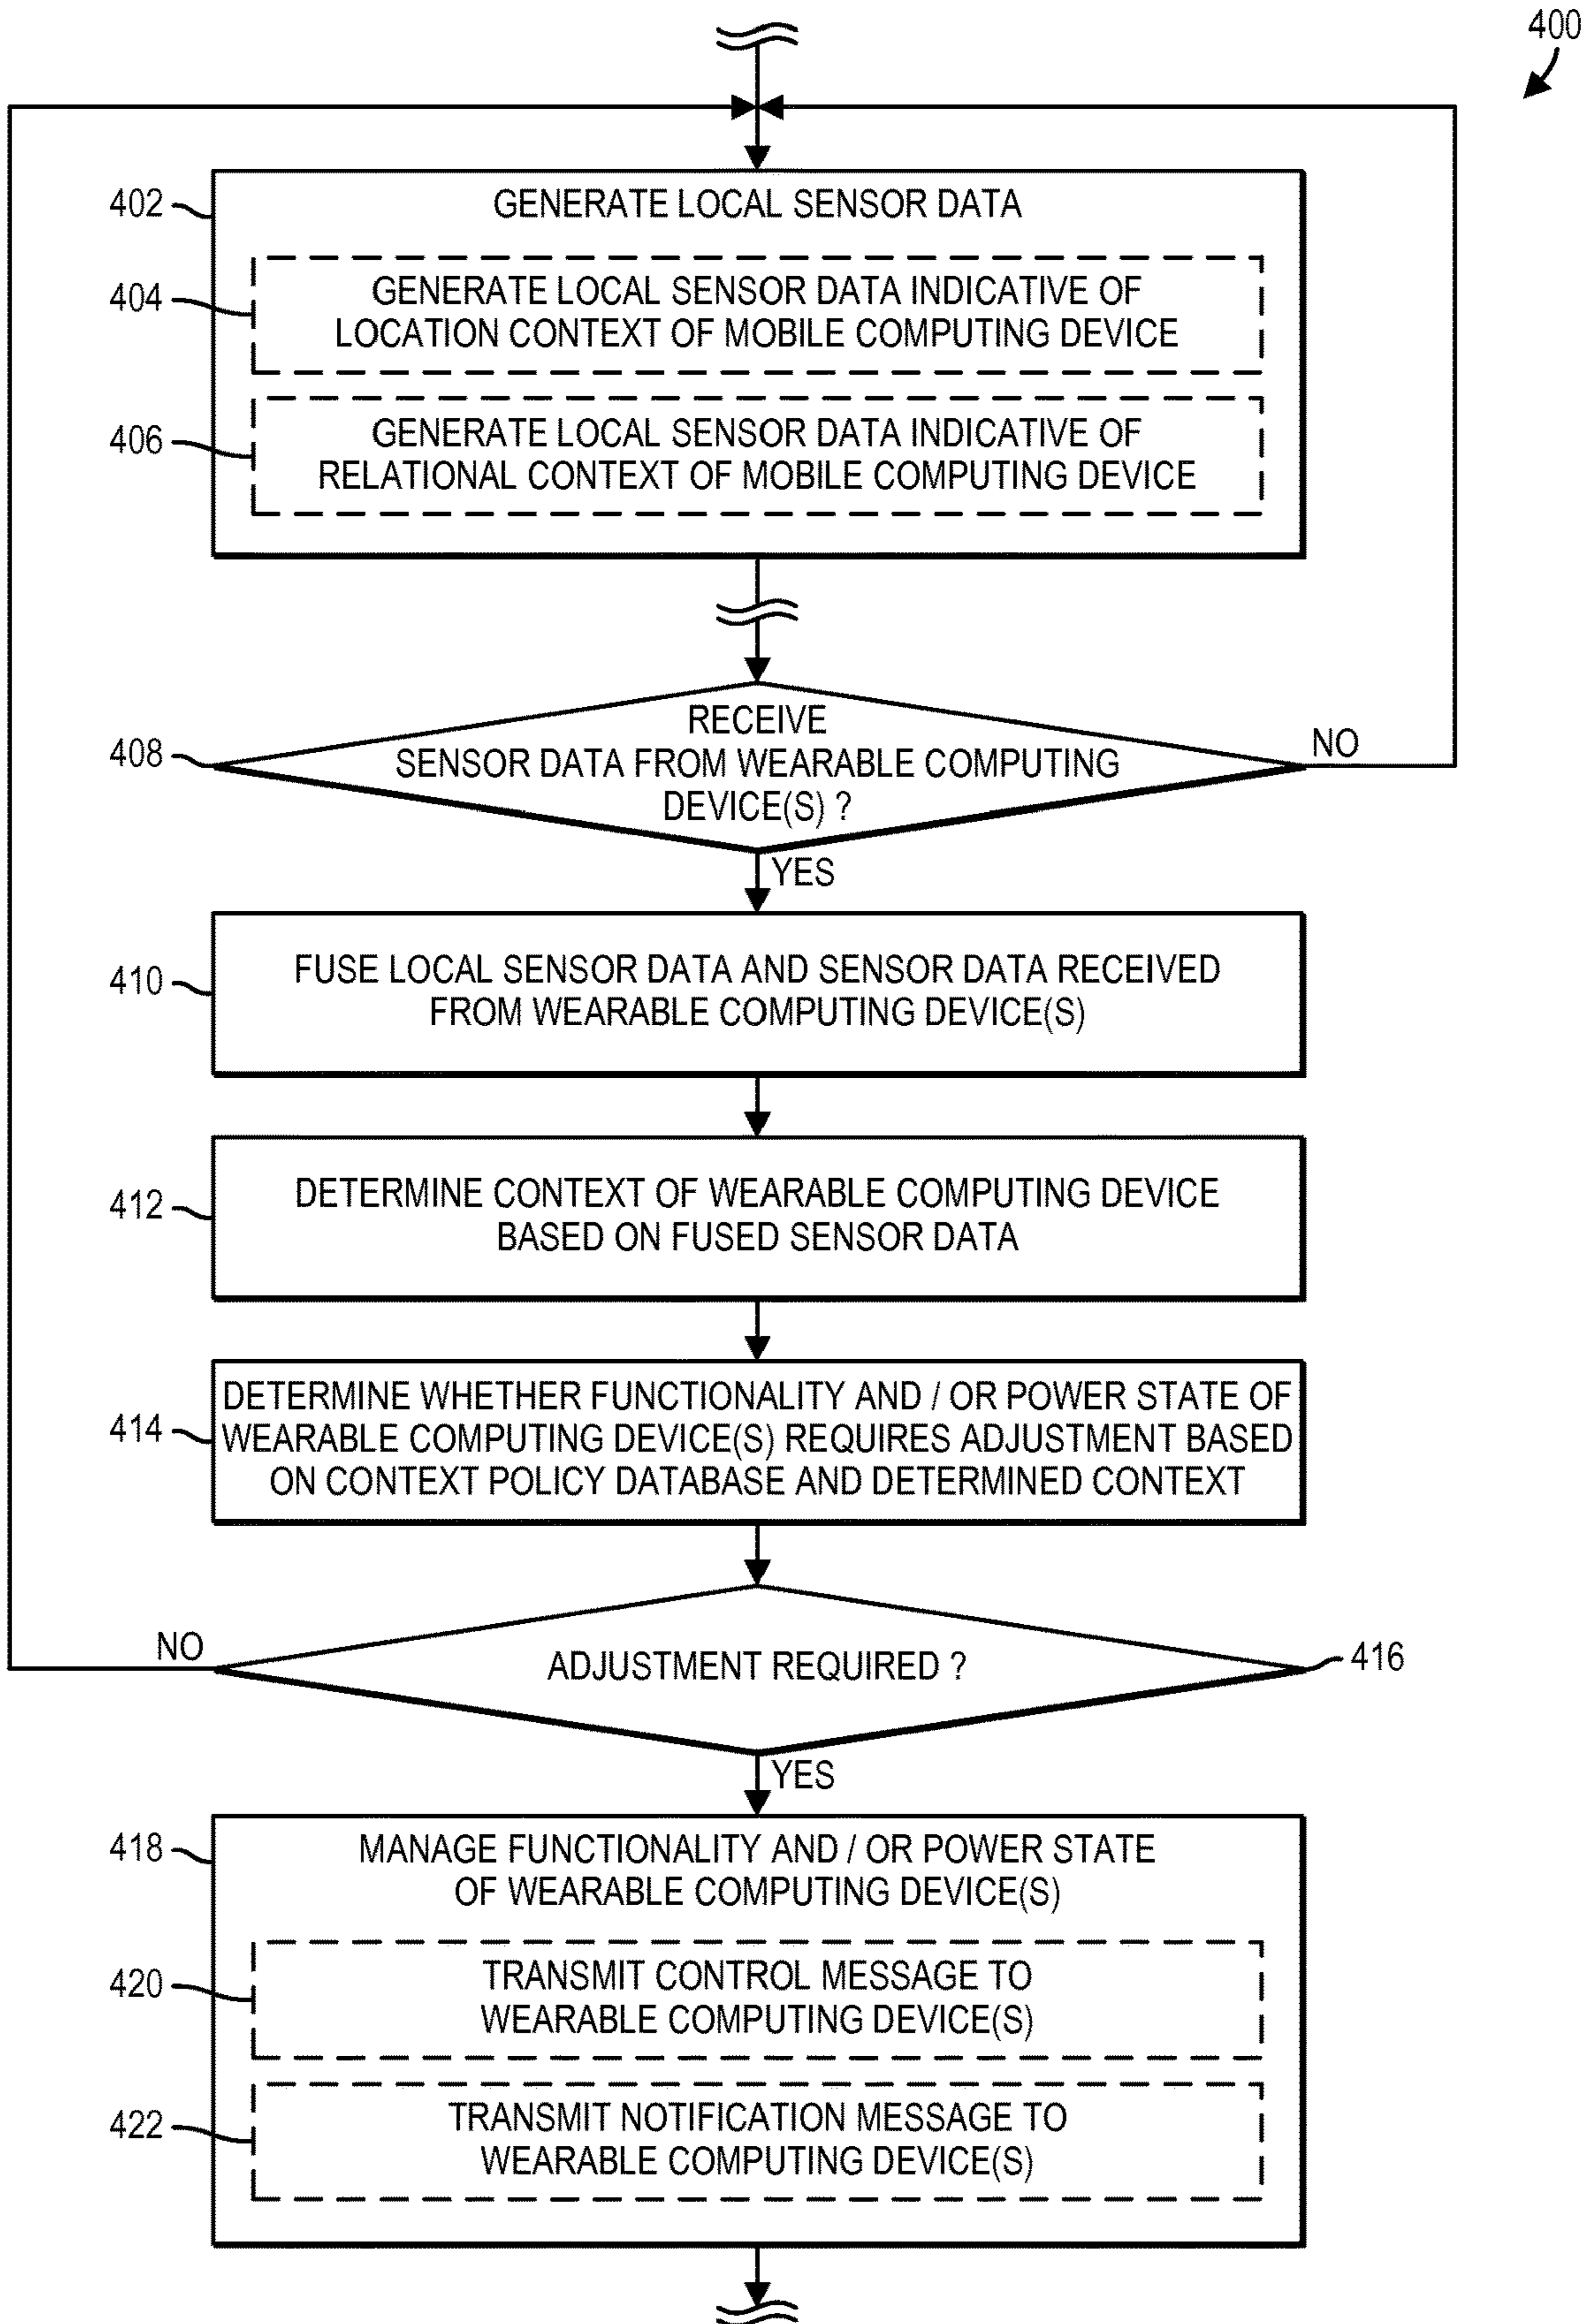 400
402
GENERATE LOCAL SENSOR DATA
404
GENERATE LOCAL SENSOR DATA INDICATIVE OF
LOCATION CONTEXT OF MOBILE COMPUTING DEVICE
406
GENERATE LOCAL SENSOR DATA INDICATIVE OF
RELATIONAL CONTEXT OF MOBILE COMPUTING DEVICE
408
RECEIVE
SENSOR DATA FROM WEARABLE COMPUTING
DEVICE(S) ?
NO
YES
410
FUSE LOCAL SENSOR DATA AND SENSOR DATA RECEIVED
FROM WEARABLE COMPUTING DEVICE(S)
412
DETERMINE CONTEXT OF WEARABLE COMPUTING DEVICE
BASED ON FUSED SENSOR DATA
414
DETERMINE WHETHER FUNCTIONALITY AND / OR POWER STATE OF
WEARABLE COMPUTING DEVICE(S) REQUIRES ADJUSTMENT BASED
ON CONTEXT POLICY DATABASE AND DETERMINED CONTEXT
NO
ADJUSTMENT REQUIRED ?
416
YES
418
MANAGE FUNCTIONALITY AND / OR POWER STATE
OF WEARABLE COMPUTING DEVICE(S)
420
TRANSMIT CONTROL MESSAGE TO
WEARABLE COMPUTING DEVICE(S)
422
TRANSMIT NOTIFICATION MESSAGE TO
WEARABLE COMPUTING DEVICE(S)